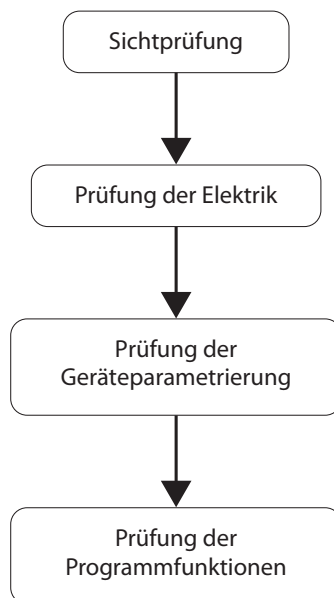 Sichtprüfung
Prüfung der Elektrik
Prüfung der
Geräteparametrierung
Prüfung der
Programmfunktionen